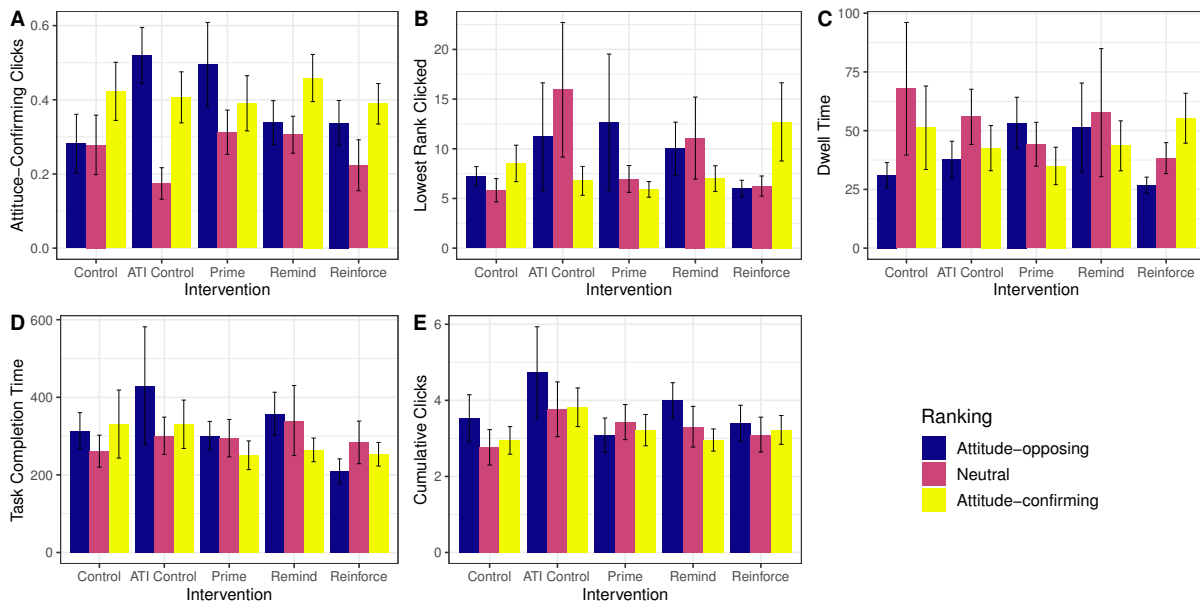 A
Attitude−Confirming Clicks
0.6
0.4
0.2
0.0
Control ATI Control Prime Remind Reinforce
Intervention
B
Lowest Rank Clicked
20
15
10
5
0
Control ATI Control Prime Remind Reinforce
Intervention
C
Dwell Time
100
75
50
25
0
Control ATI Control Prime Remind Reinforce
Intervention
D
Task Completion Time
600
400
200
0
Control ATI Control Prime Remind Reinforce
Intervention
E
Cumulative Clicks
6
4
2
0
Control ATI Control Prime Remind Reinforce
Intervention
Ranking
Attitude−opposing
Neutral
Attitude−confirming